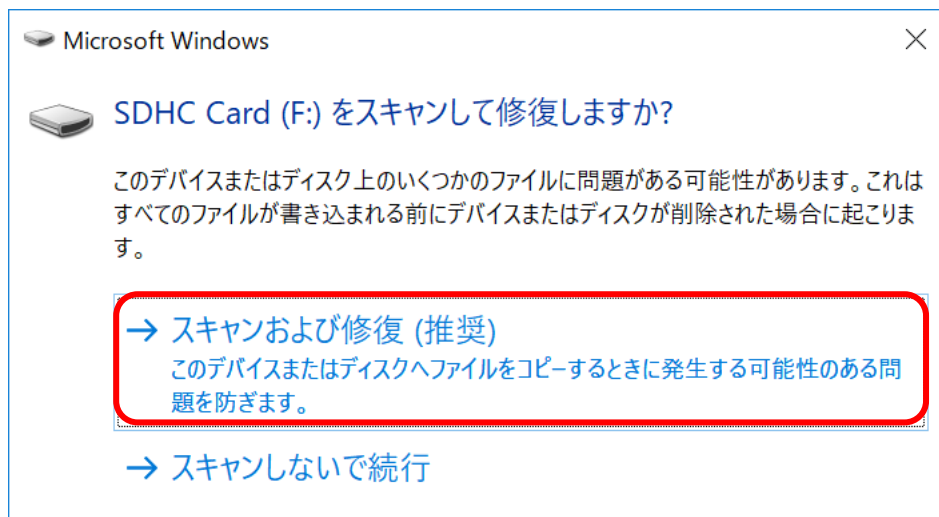 Microsoft Windows
SDHC Card (F:) をスキャンして修復しますか?
このデバイスまたはディスク上のいくつかのファイルに問題がある可能性があります。これは
すべてのファイルが書き込まれる前にデバイスまたはディスクが削除された場合に起こりま
す。
→ スキャンおよび修復 (推奨)
このデバイスまたはディスクへファイルをコピーするときに発生する可能性のある問
題を防ぎます。
→ スキャンしないで続行